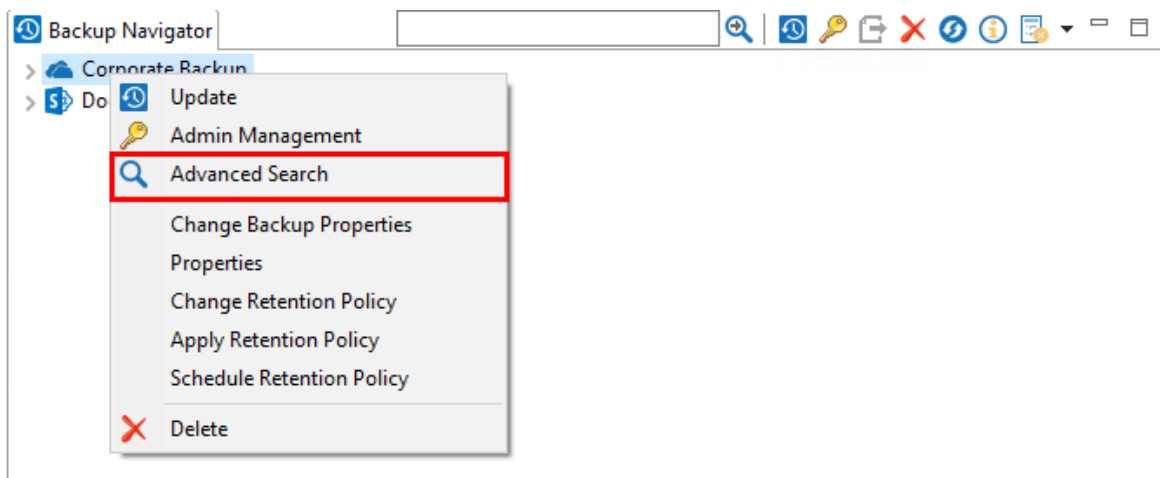 Backup Navigator
Corporate Backup
Do
Update
Admin Management
Advanced Search
Change Backup Properties
Properties
Change Retention Policy
Apply Retention Policy
Schedule Retention Policy
Delete